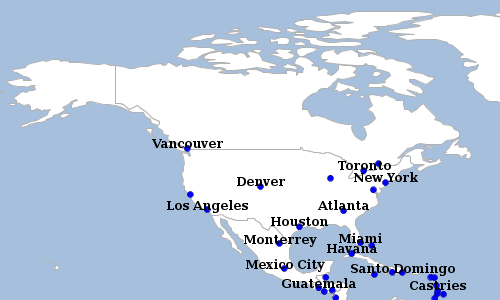 Vancouver
Toronto
New York
Denver
Los Angeles
Atlanta
Houston
Monterrey
Miami
Havana
Mexico City
Santo Domingo
Guatemala
Castries